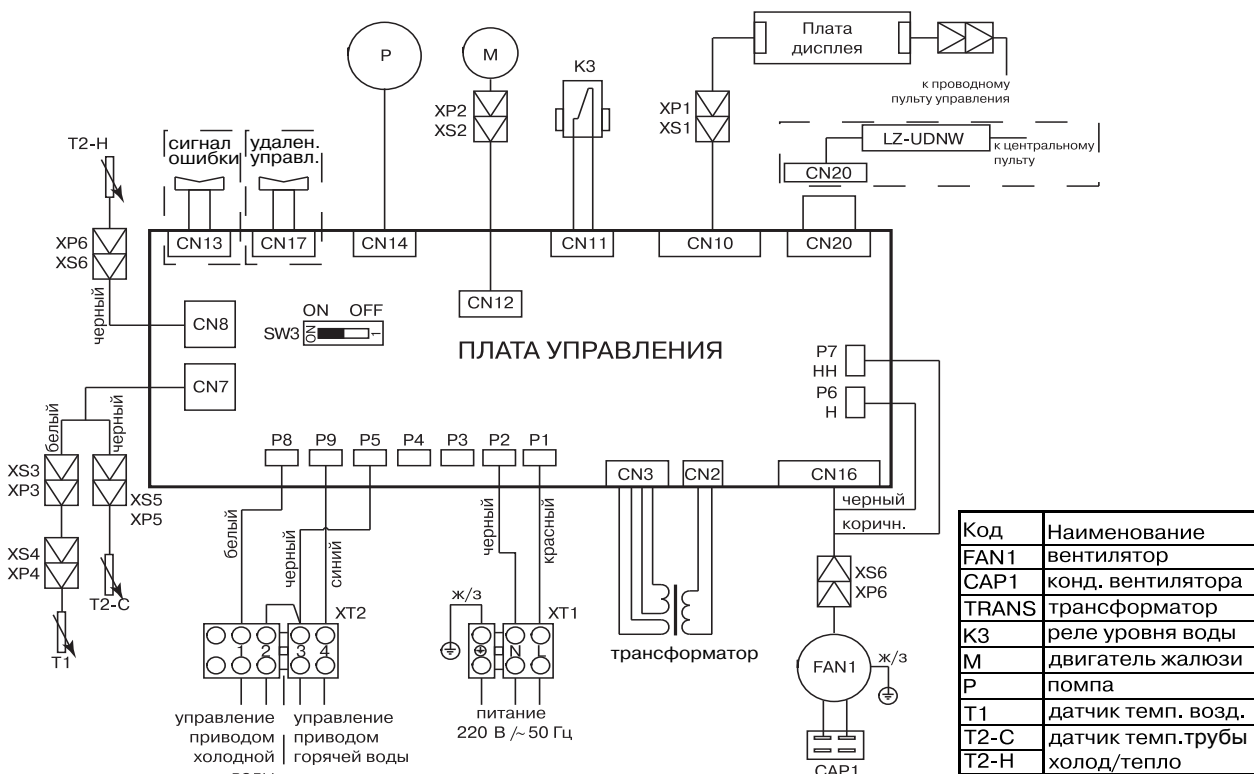 Плата
дисплея
P
M
K3
к проводному
пульту управления
XP2
XS2
XP1
XS1
T2-H
сигнал
ошибки
удален.
управл.
LZ-UDNW
к центральному
пульту
CN20
XP6
XS6
CN13
CN17
CN14
CN11
CN10
CN20
черный
CN8
ON OFF
SW3
ON
1
CN12
ПЛАТА УПРАВЛЕНИЯ
P7
HH
P6
H
CN7
белый
черный
P8
P9
P5
P4
P3
P2
P1
CN3
CN2
CN16
XS3
XP3
XS5
XP5
белый
черный
синий
черный
красный
черный
коричн.
XS4
XP4
T2-C
T1
XT2
1
2
3
4
ж/з
XT1
N
L
трансформатор
XS6
XP6
FAN1
ж/з
управление
приводом
холодной
управление
приводом
горячей воды
питание
220 В /~ 50 Гц
CAP1
Код Наименование
FAN1 вентилятор
CAP1 конд. вентилятора
TRANS трансформатор
K3 реле уровня воды
M двигатель жалюзи
P помпа
T1 датчик темп. возд.
T2-C датчик темп.трубы
T2-H холод/тепло